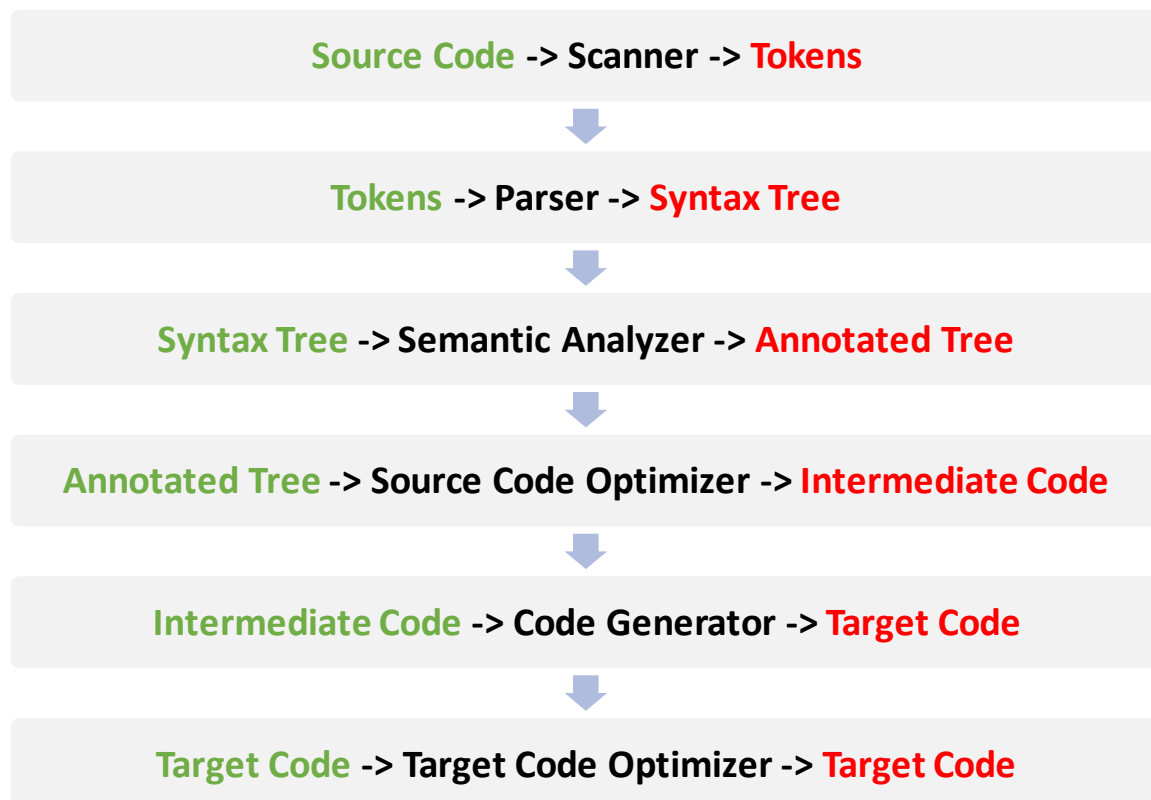 Source Code -> Scanner -> Tokens
Tokens -> Parser -> Syntax Tree
Syntax Tree -> Semantic Analyzer -> Annotated Tree
Annotated Tree -> Source Code Optimizer -> Intermediate Code
Intermediate Code -> Code Generator -> Target Code
Target Code -> Target Code Optimizer -> Target Code